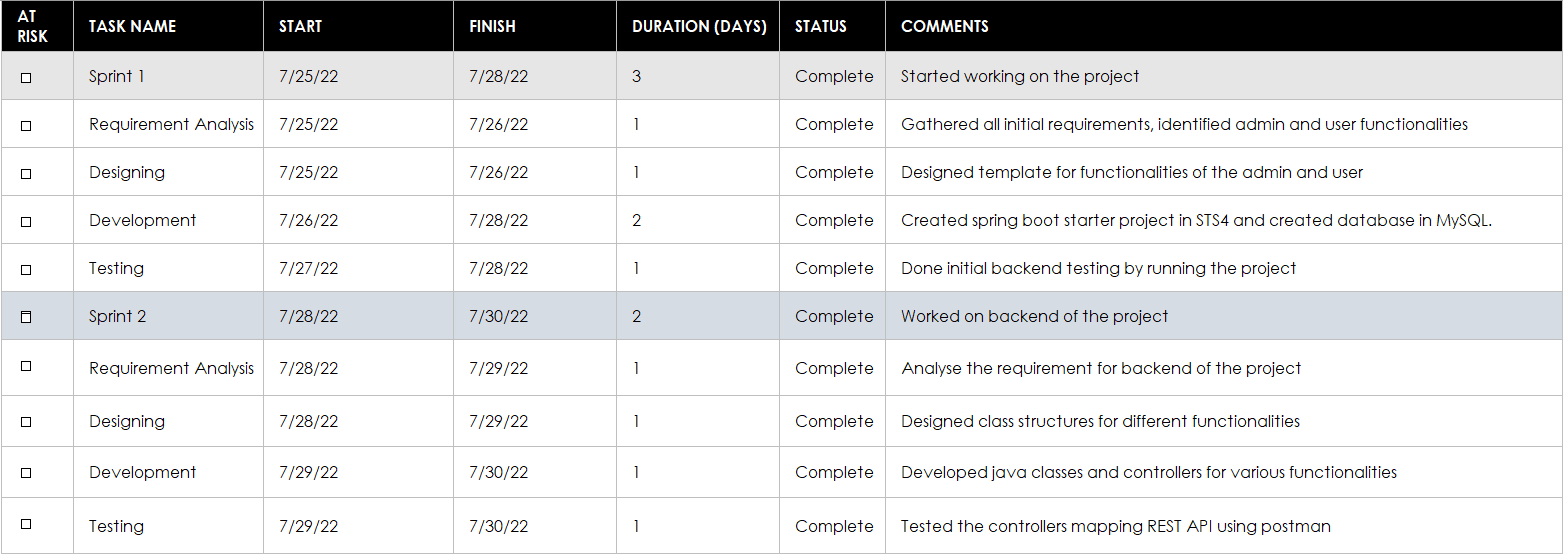 AT RISK TASK NAME START FINISH DURATION (DAYS) STATUS COMMENTS
Sprint 1 7/25/22 7/28/22 3 Complete Started working on the project
Requirement Analysis 7/25/22 7/26/22 1 Complete Gathered all initial requirements, identified admin and user functionalities
Designing 7/25/22 7/26/22 1 Complete Designed template for functionalities of the admin and user
Development 7/26/22 7/28/22 2 Complete Created spring boot starter project in STS4 and created database in MySQL.
Testing 7/27/22 7/28/22 1 Complete Done initial backend testing by running the project
Sprint 2 7/28/22 7/30/22 2 Complete Worked on backend of the project
Requirement Analysis 7/28/22 7/29/22 1 Complete Analyse the requirement for backend of the project
Designing 7/28/22 7/29/22 1 Complete Designed class structures for different functionalities
Development 7/29/22 7/30/22 1 Complete Developed java classes and controllers for various functionalities
Testing 7/29/22 7/30/22 1 Complete Tested the controllers mapping REST API using postman